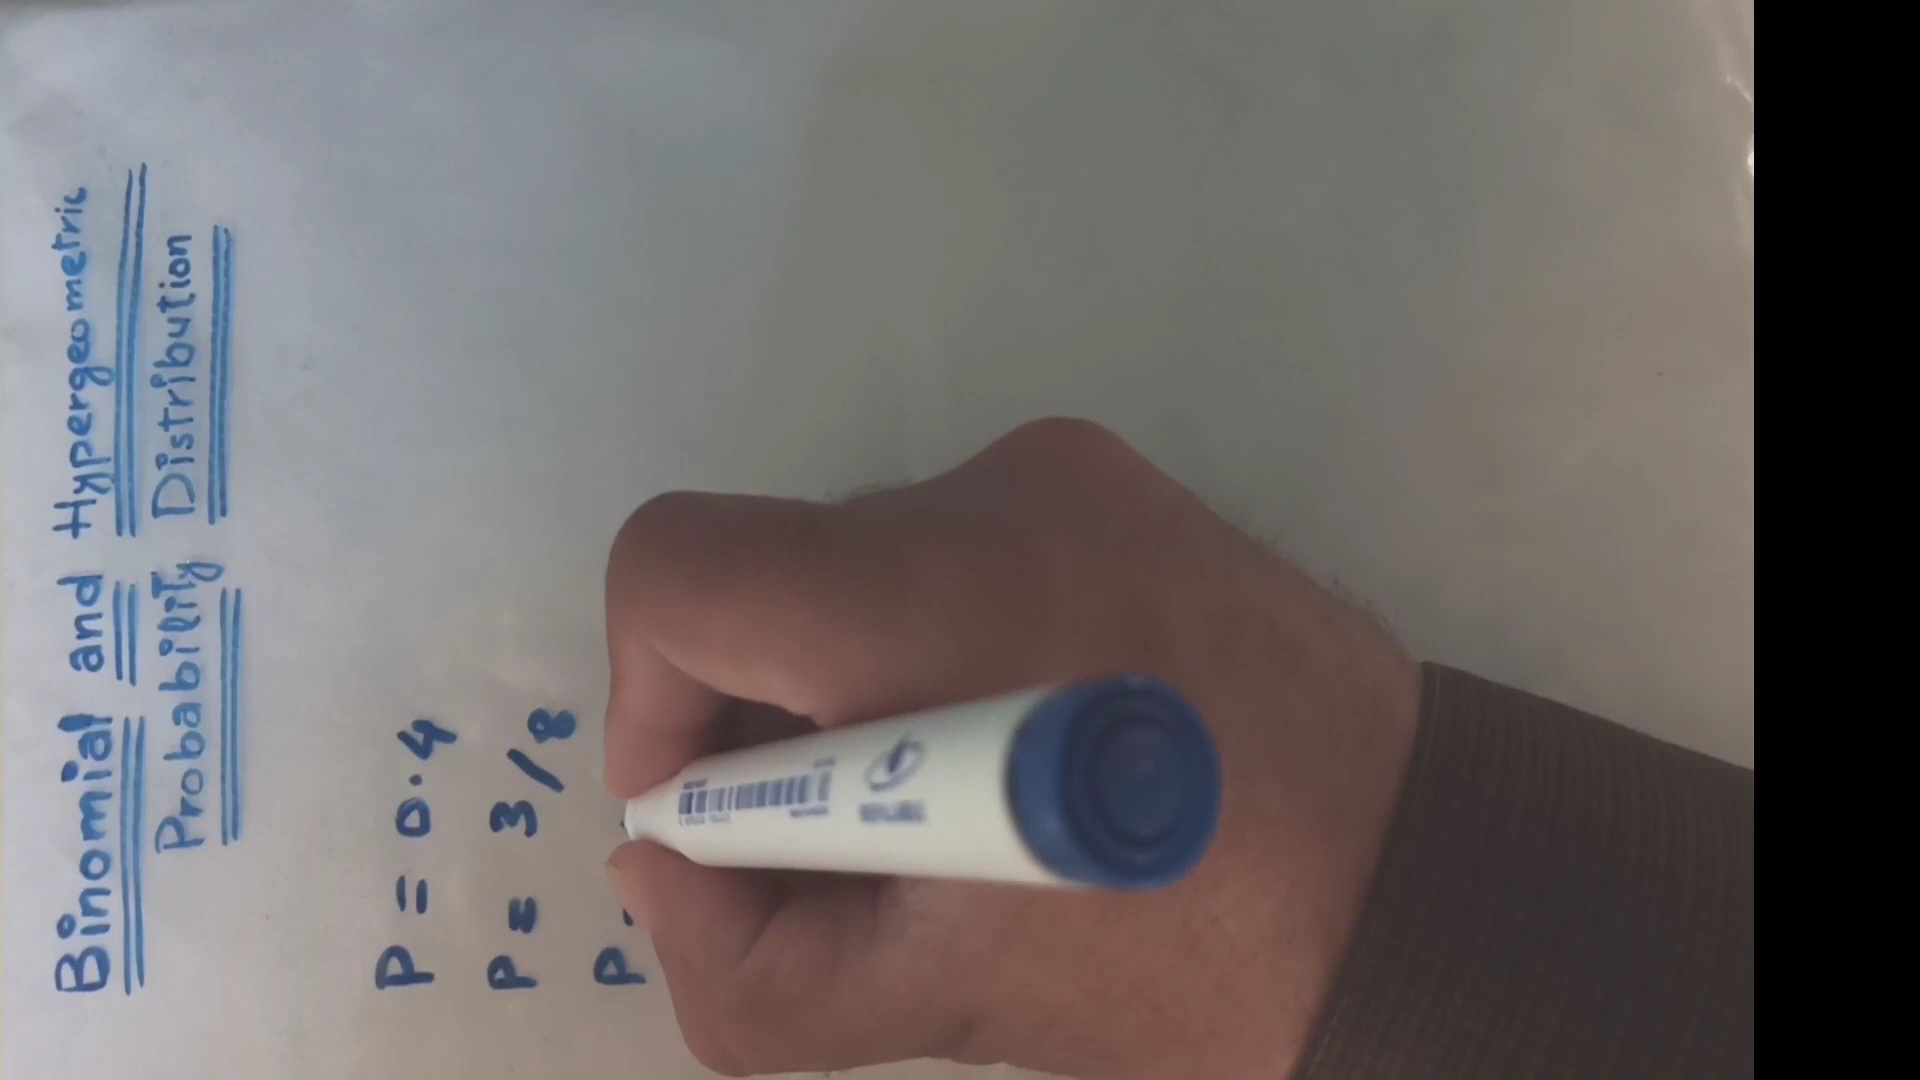 Binomial and Hypergeometric
Probability Distribution
P = 0.4
P = 3/8
P